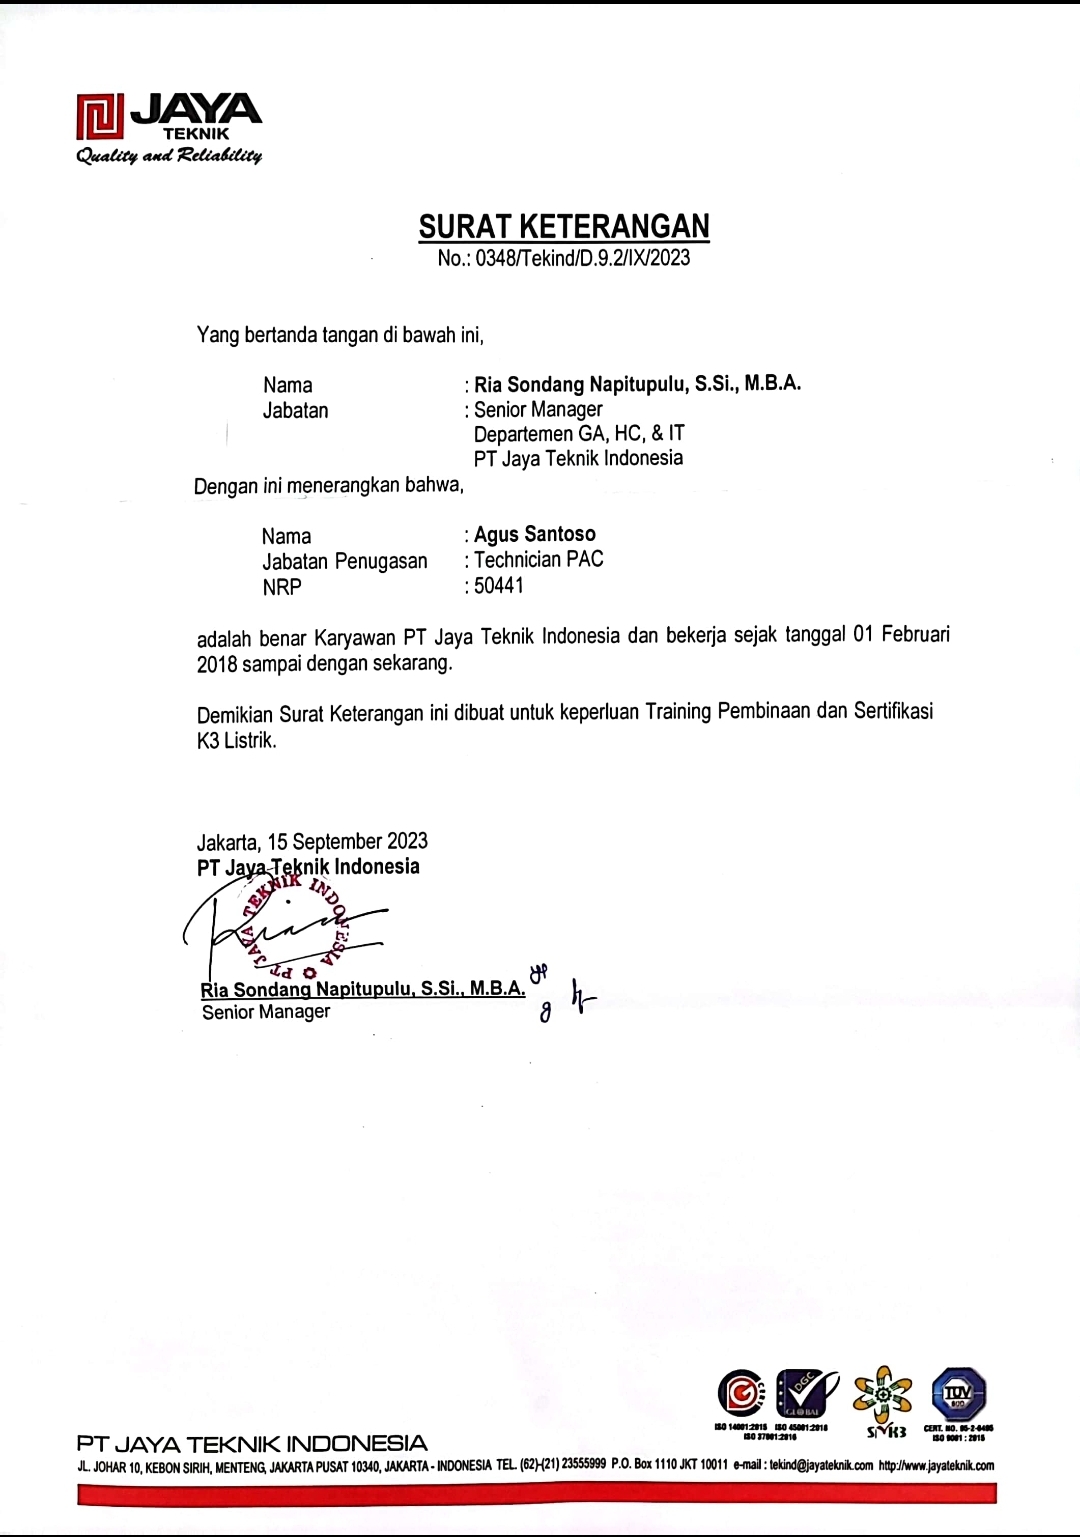 JAYA
TEKNIK
Quality and Reliability
SURAT KETERANGAN
No.: 0348/Tekind/D.9.2/IX/2023
Yang bertanda tangan di bawah ini,
Nama : Ria Sondang Napitupulu, S.Si., M.B.A.
Jabatan : Senior Manager
Departemen GA, HC, & IT
PT Jaya Teknik Indonesia
Dengan ini menerangkan bahwa,
Nama : Agus Santoso
Jabatan Penugasan : Technician PAC
NRP : 50441
adalah benar Karyawan PT Jaya Teknik Indonesia dan bekerja sejak tanggal 01 Februari
2018 sampai dengan sekarang.
Demikian Surat Keterangan ini dibuat untuk keperluan Training Pembinaan dan Sertifikasi
K3 Listrik.
Jakarta, 15 September 2023
PT Jaya Teknik Indonesia
PT JAYA TEKNIK INDONESIA
Ria Sondang Napitupulu, S.Si., M.B.A.
Senior Manager
DGC
GLOBAL
TÜV
SMK3
ISO 14001:2015 ISO 45001:2018
ISO 37001:2016
ISO 9001 : 2015
PT JAYA TEKNIK INDONESIA
JL. JOHAR 10, KEBON SIRIH, MENTENG, JAKARTA PUSAT 10340, JAKARTA - INDONESIA TEL. (62)-(21) 23555999 P.O. Box 1110 JKT 10011 e-mail : tekind@jayateknik.com http://www.jayateknik.com